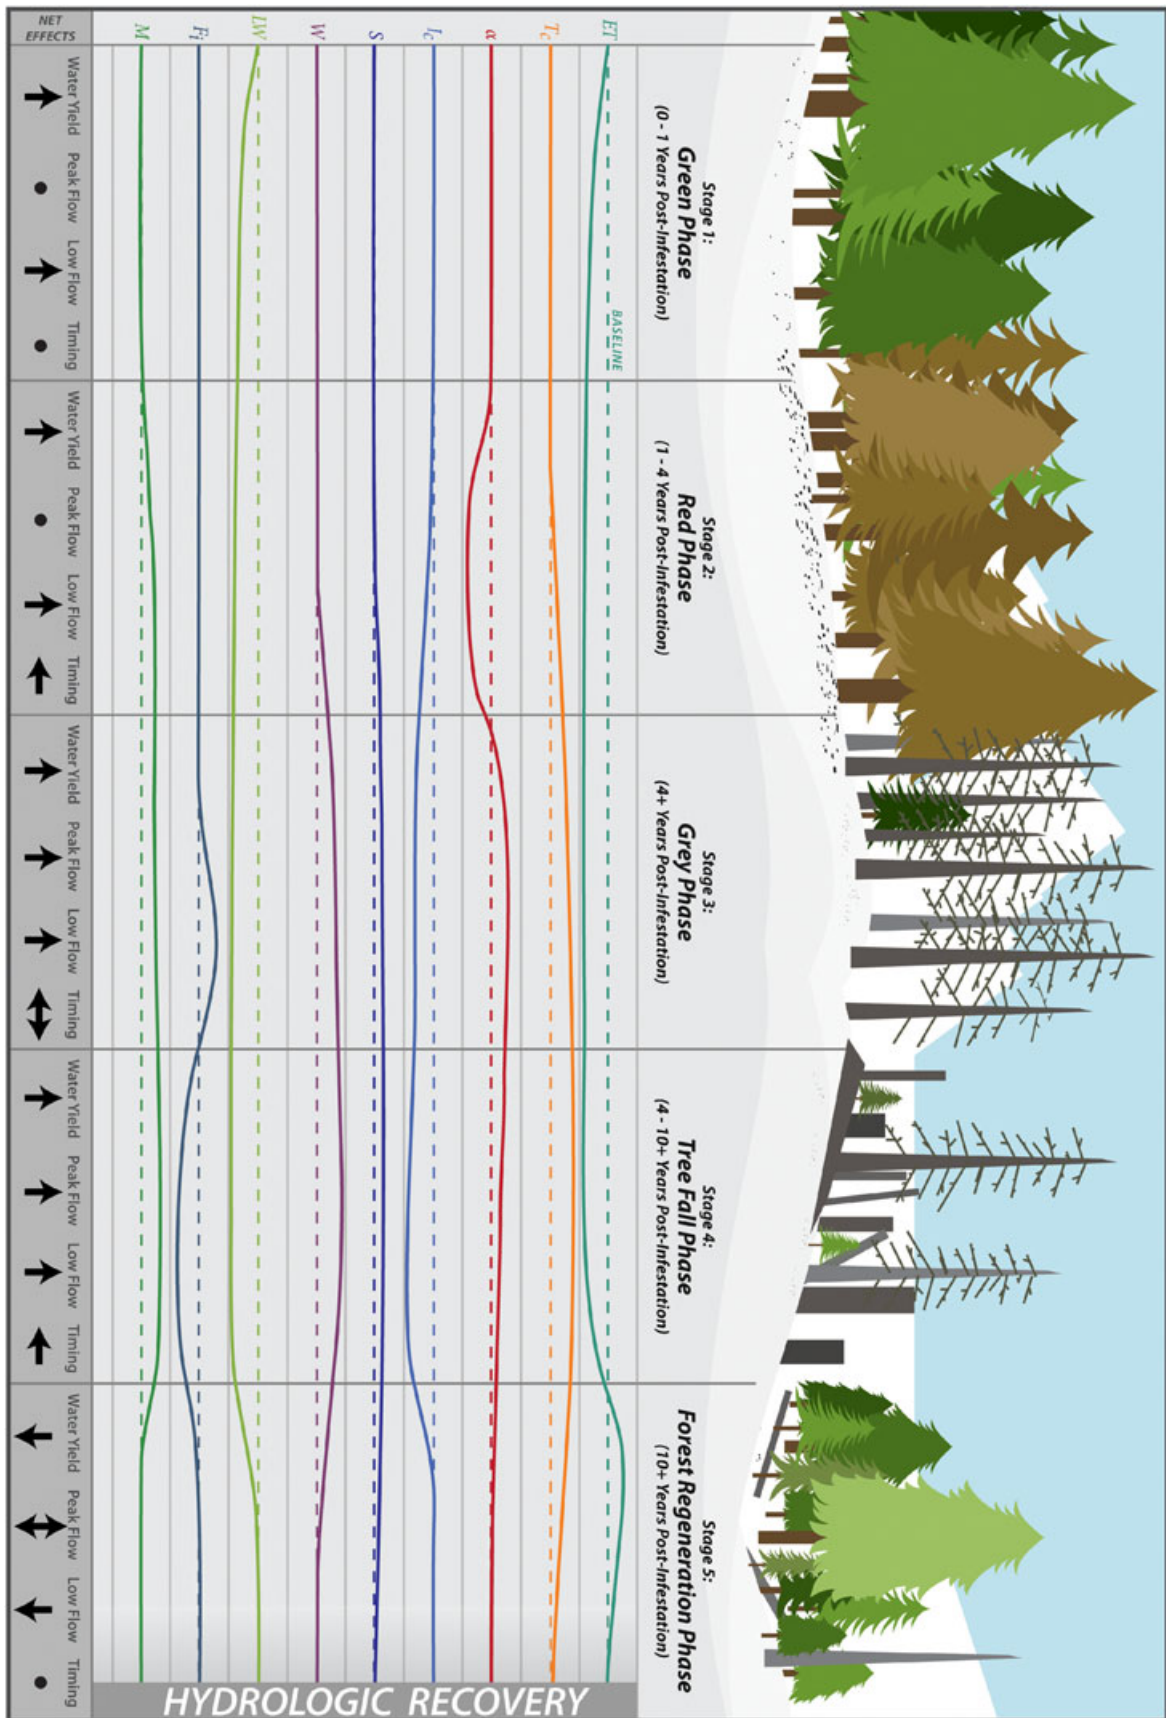 Stage 1:
Green Phase
(0 - 1 Years Post-Infestation)
Stage 2:
Red Phase
(1 - 4 Years Post-Infestation)
Stage 3:
Grey Phase
(4+ Years Post-Infestation)
Stage 4:
Tree Fall Phase
(4 - 10+ Years Post-Infestation)
Stage 5:
Forest Regeneration Phase
(10+ Years Post-Infestation)
ET
BASELINE
Tc
α
Ic
S
W
LW
Fi
M
HYDROLOGIC RECOVERY
NET
EFFECTS
Water Yield Peak Flow Low Flow Timing
Water Yield Peak Flow Low Flow Timing
Water Yield Peak Flow Low Flow Timing
Water Yield Peak Flow Low Flow Timing
Water Yield Peak Flow Low Flow Timing